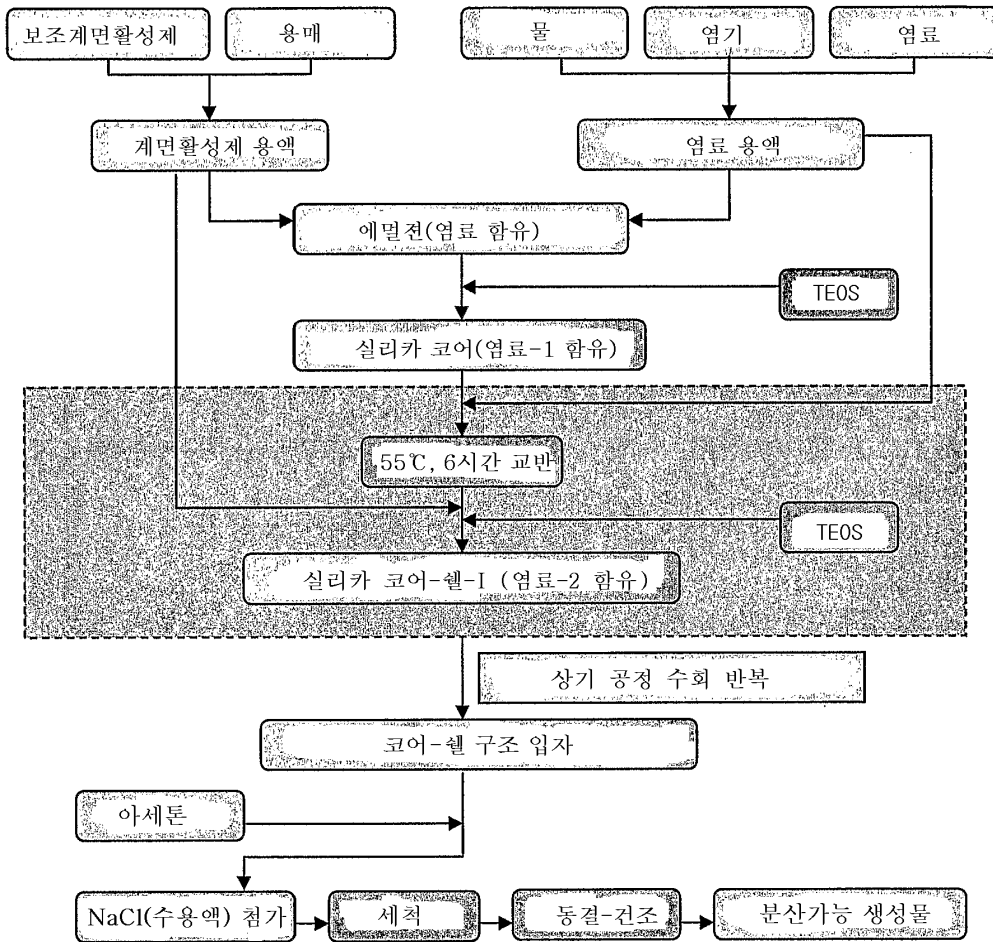 보조계면활성제
용매
물
염기
염료
계면활성제 용액
염료 용액
에멀젼(염료 함유)
TEOS
실리카 코어(염료-1 함유)
55℃, 6시간 교반
TEOS
실리카 코어-쉘-I (염료-2 함유)
상기 공정 수회 반복
코어-쉘 구조 입자
아세톤
NaCl(수용액) 첨가
세척
동결-건조
분산가능 생성물